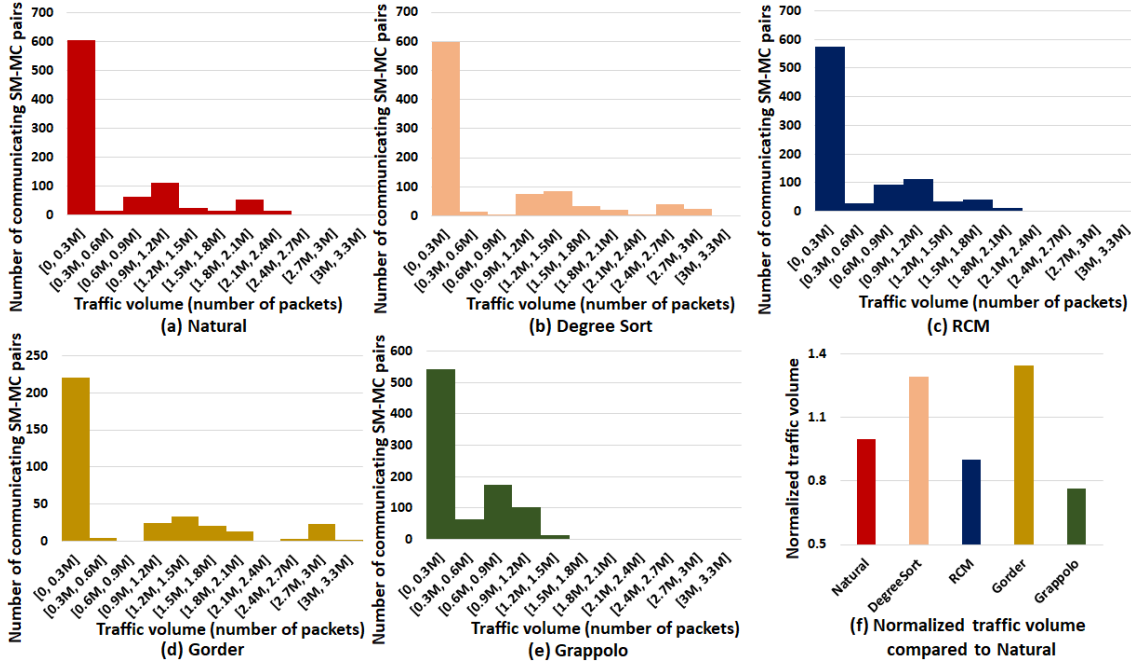 Number of communicating SM-MC pairs
700
600
500
400
300
200
100
0
[0, 0.3M]
[0.3M, 0.6M]
[0.6M, 0.9M]
[0.9M, 1.2M]
[1.2M, 1.5M]
[1.5M, 1.8M]
[1.8M, 2.1M]
[2.1M, 2.4M]
[2.4M, 2.7M]
[2.7M, 3M]
[3M, 3.3M]
Traffic volume (number of packets)
(a) Natural
Number of communicating SM-MC pairs
700
600
500
400
300
200
100
0
[0, 0.3M]
[0.3M, 0.6M]
[0.6M, 0.9M]
[0.9M, 1.2M]
[1.2M, 1.5M]
[1.5M, 1.8M]
[1.8M, 2.1M]
[2.1M, 2.4M]
[2.4M, 2.7M]
[2.7M, 3M]
[3M, 3.3M]
Traffic volume (number of packets)
(b) Degree Sort
Number of communicating SM-MC pairs
700
600
500
400
300
200
100
0
[0, 0.3M]
[0.3M, 0.6M]
[0.6M, 0.9M]
[0.9M, 1.2M]
[1.2M, 1.5M]
[1.5M, 1.8M]
[1.8M, 2.1M]
[2.1M, 2.4M]
[2.4M, 2.7M]
[2.7M, 3M]
[3M, 3.3M]
Traffic volume (number of packets)
(c) RCM
Number of communicating SM-MC pairs
250
200
150
100
50
0
[0, 0.3M]
[0.3M, 0.6M]
[0.6M, 0.9M]
[0.9M, 1.2M]
[1.2M, 1.5M]
[1.5M, 1.8M]
[1.8M, 2.1M]
[2.1M, 2.4M]
[2.4M, 2.7M]
[2.7M, 3M]
[3M, 3.3M]
Traffic volume (number of packets)
(d) Gorder
Number of communicating SM-MC pairs
600
500
400
300
200
100
0
[0, 0.3M]
[0.3M, 0.6M]
[0.6M, 0.9M]
[0.9M, 1.2M]
[1.2M, 1.5M]
[1.5M, 1.8M]
[1.8M, 2.1M]
[2.1M, 2.4M]
[2.4M, 2.7M]
[2.7M, 3M]
[3M, 3.3M]
Traffic volume (number of packets)
(e) Grappolo
Normalized traffic volume
1.4
1.1
0.8
0.5
Natural
DegreeSort
RCM
Gorder
Grappolo
(f) Normalized traffic volume
compared to Natural